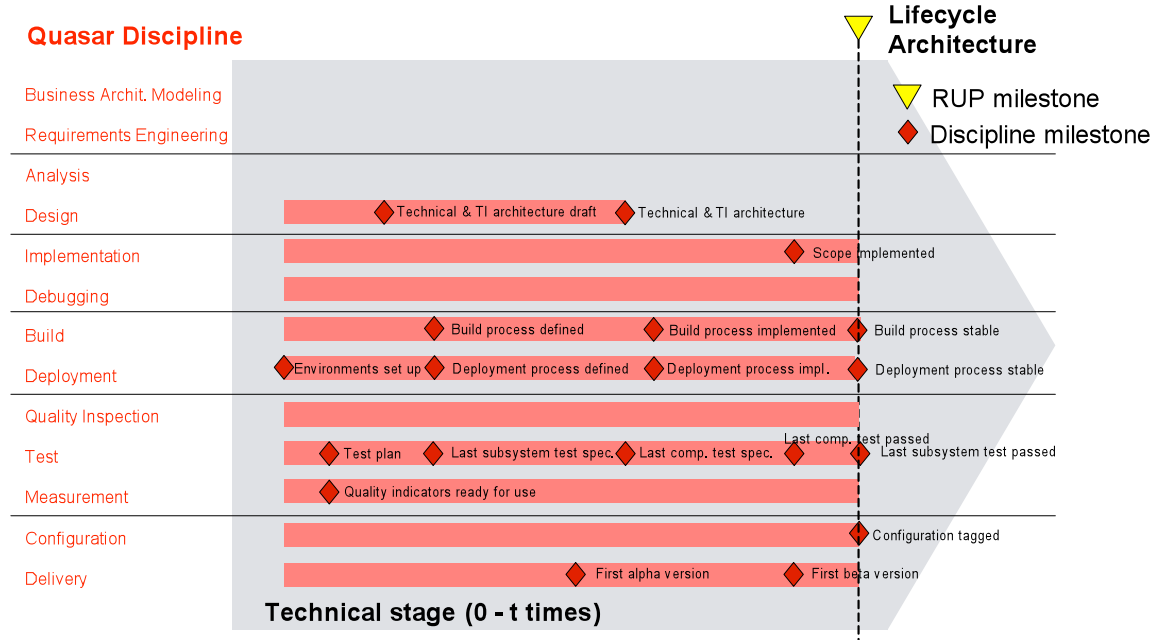 Quasar Discipline
Lifecycle
Architecture
Business Archit. Modeling
RUP milestone
Requirements Engineering
Discipline milestone
Analysis
Design
Technical & TI architecture draft
Technical & TI architecture
Implementation
Scope implemented
Debugging
Build
Build process defined
Build process implemented
Build process stable
Deployment
Environments set up
Deployment process defined
Deployment process impl.
Deployment process stable
Quality Inspection
Last comp. test passed
Test
Test plan
Last subsystem test spec.
Last comp. test spec.
Last subsystem test passed
Measurement
Quality indicators ready for use
Configuration
Configuration tagged
Delivery
First alpha version
First beta version
Technical stage (0 - t times)